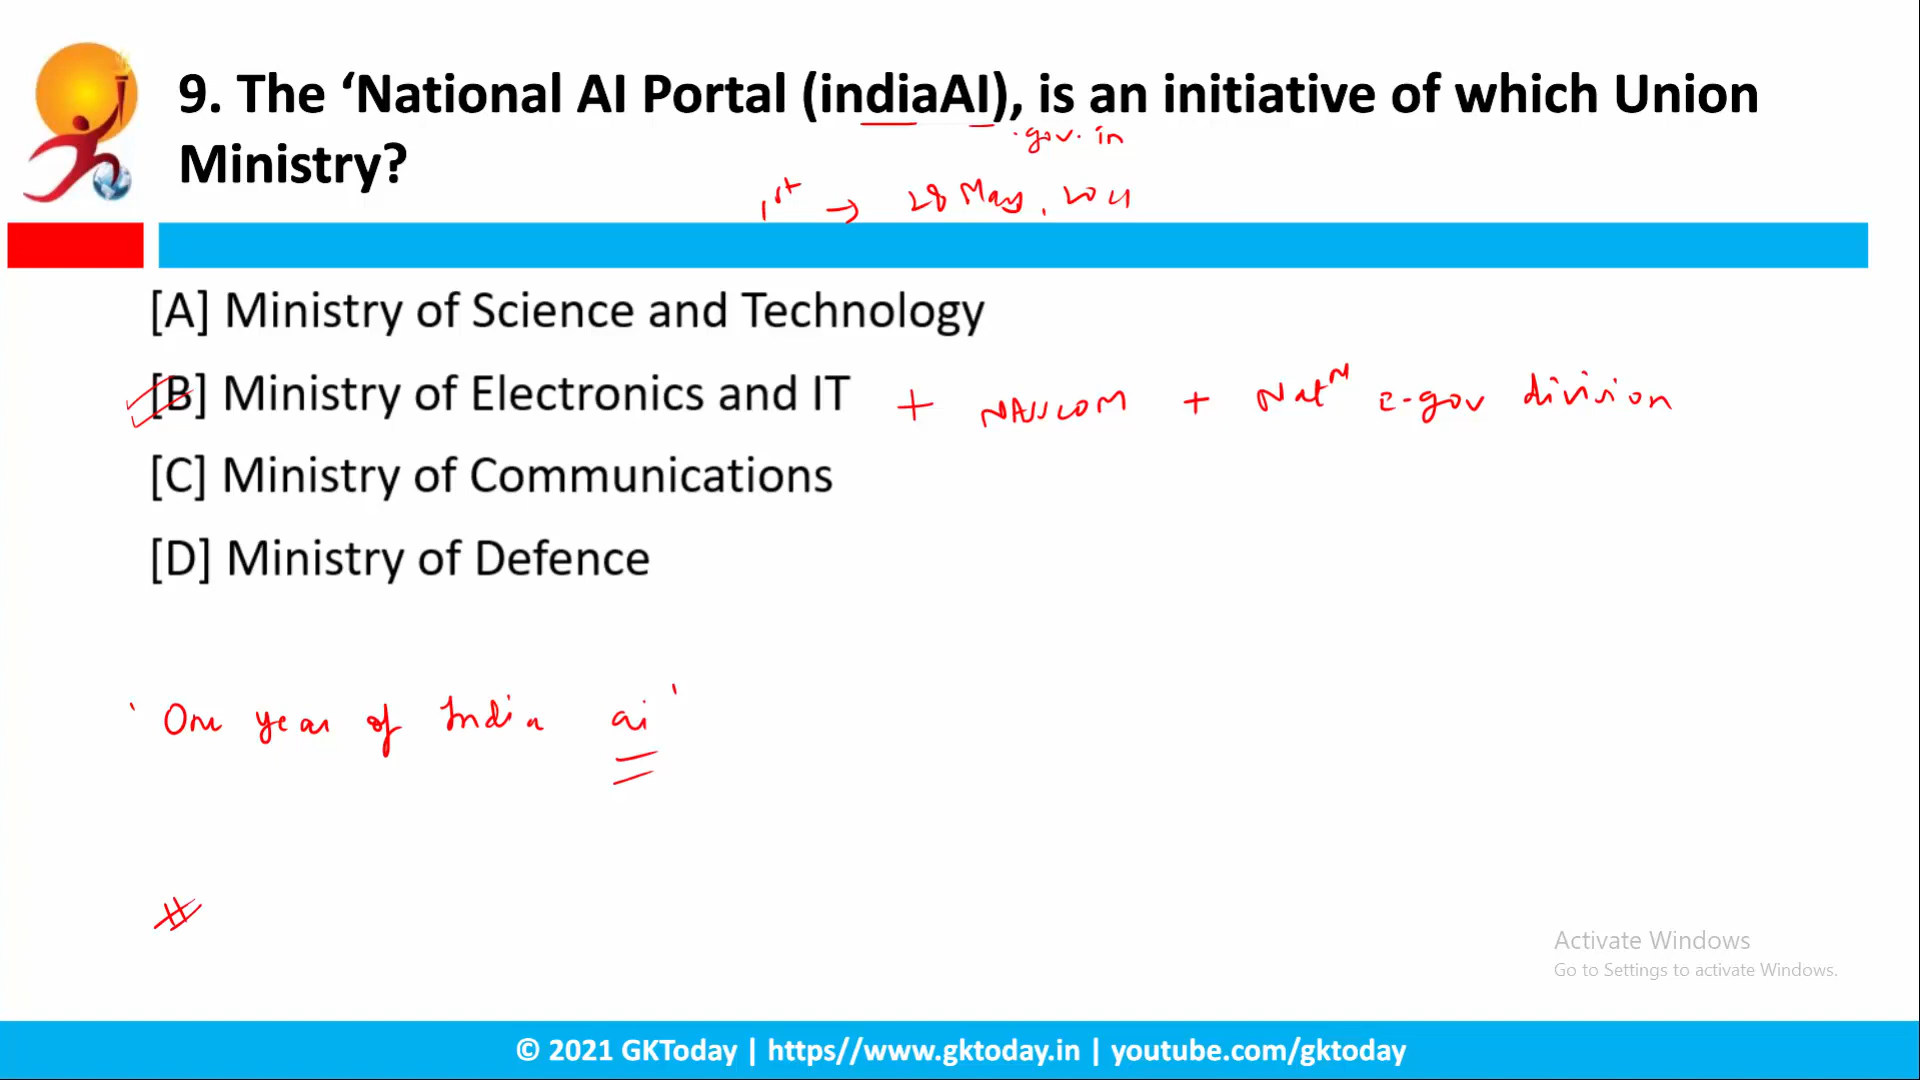 9. The ‘National AI Portal (indiaAI), is an initiative of which Union
.gov.in
Ministry?
1st → 28 May, 2021
[A] Ministry of Science and Technology
[B] Ministry of Electronics and IT + NASSCOM + Natn e-gov division
[C] Ministry of Communications
[D] Ministry of Defence
' One year of India ai '
#
Activate Windows
Go to Settings to activate Windows.
© 2021 GKToday | https//www.gktoday.in | youtube.com/gktoday